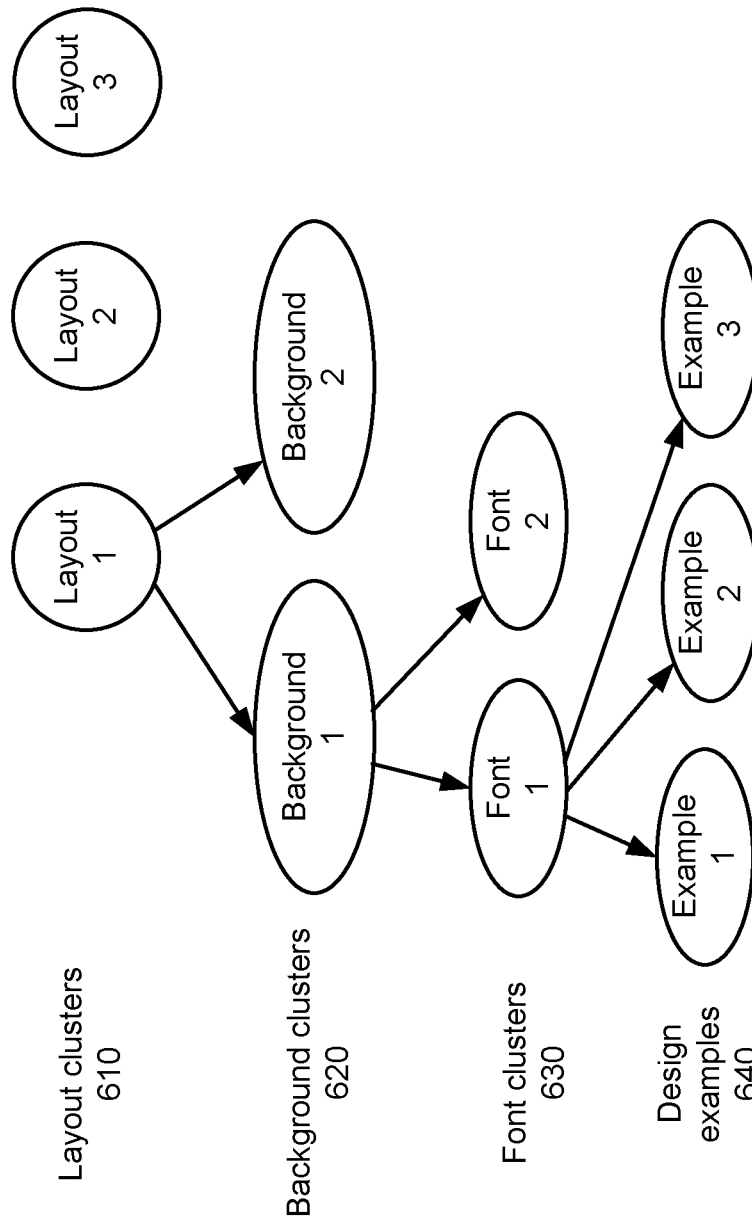 Layout clusters
610
Layout
1
Layout
2
Layout
3
Background clusters
620
Background
1
Background
2
Font clusters
630
Font
1
Font
2
Design
examples
640
Example
1
Example
2
Example
3